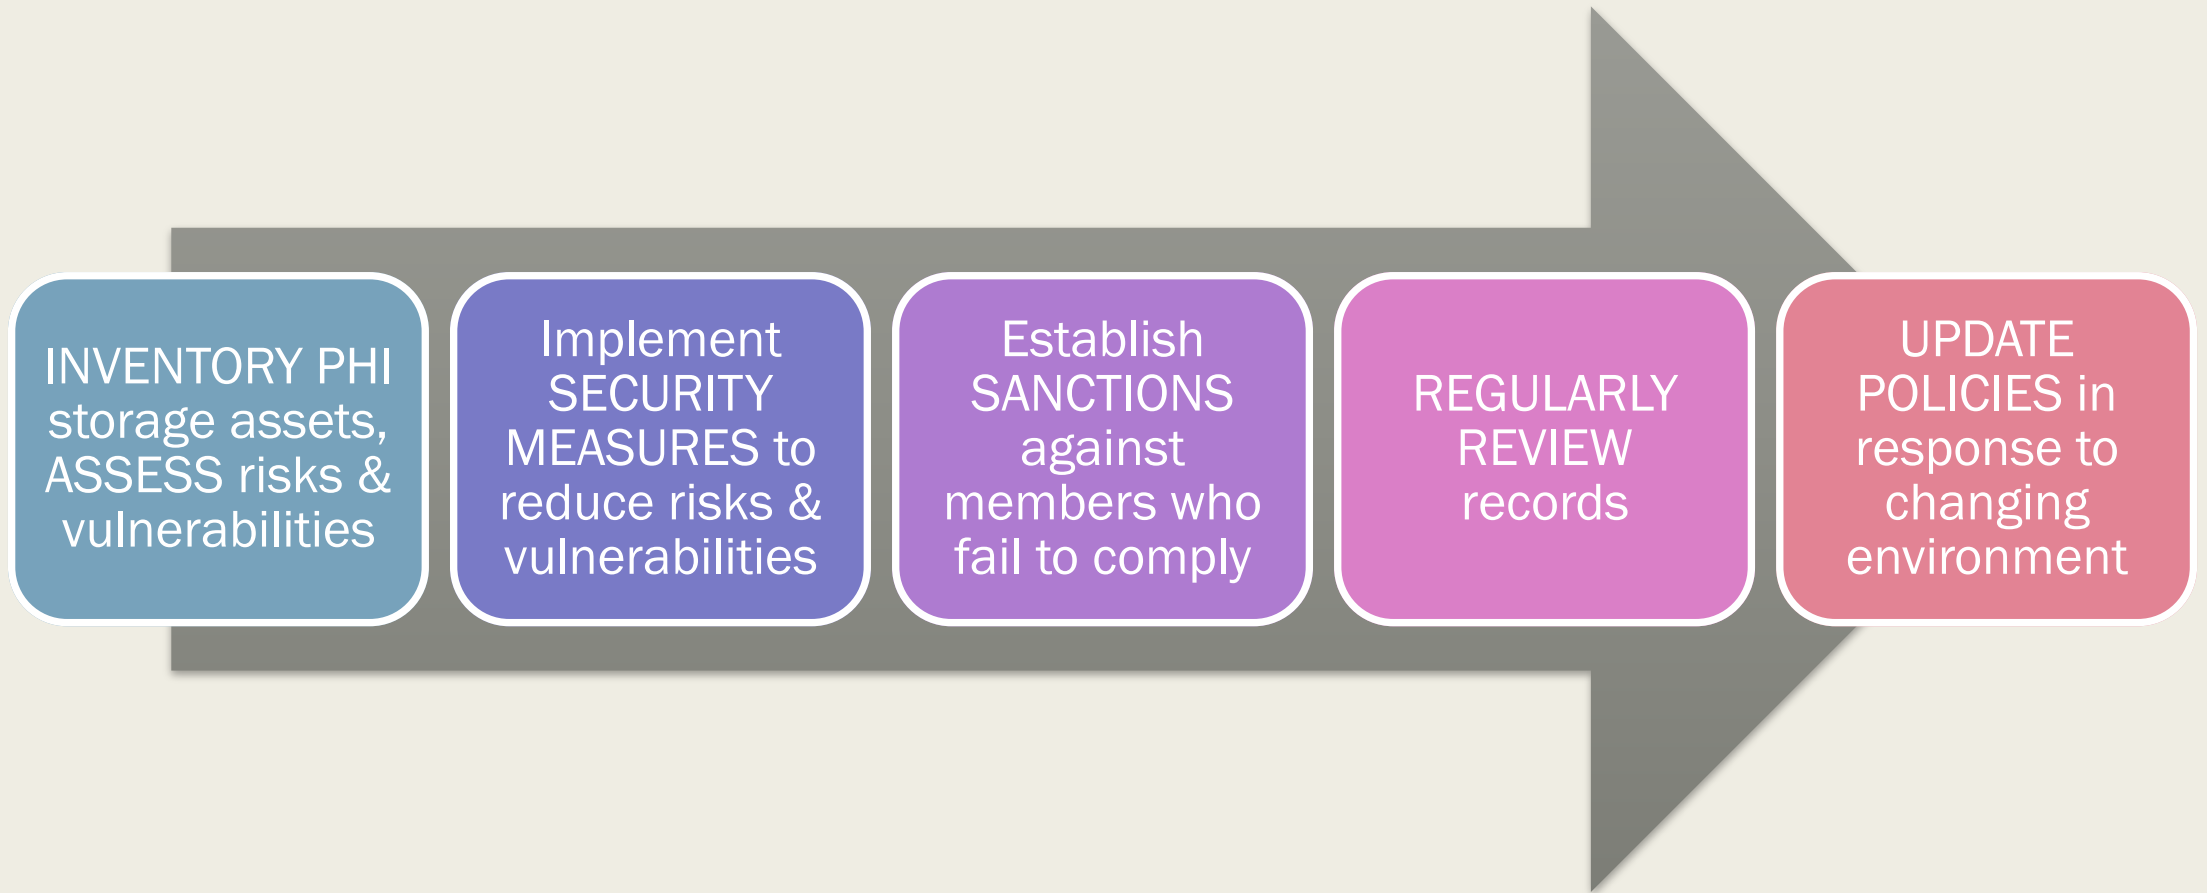 INVENTORY PHI
storage assets,
ASSESS risks &
vulnerabilities
Implement
SECURITY
MEASURES to
reduce risks &
vulnerabilities
Establish
SANCTIONS
against
members who
fail to comply
REGULARLY
REVIEW
records
UPDATE
POLICIES in
response to
changing
environment